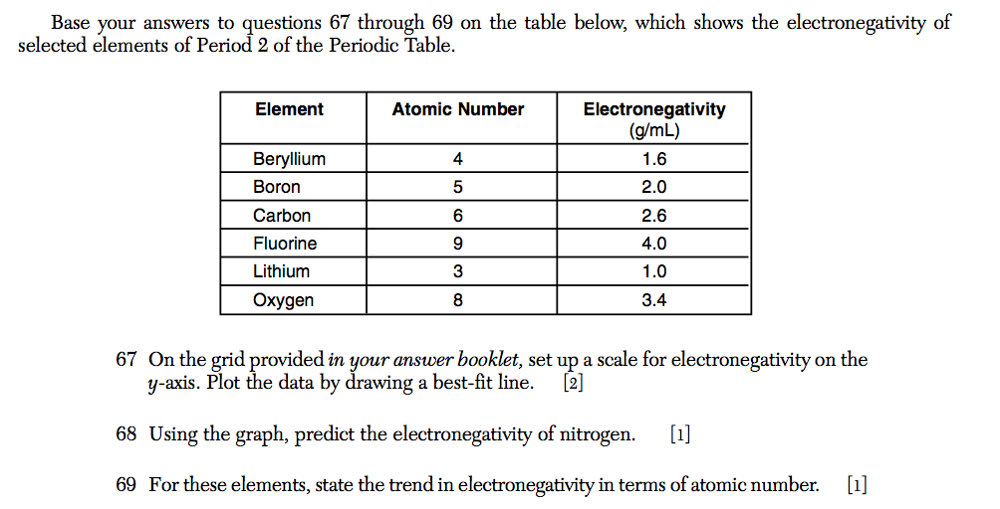 Base your answers to questions 67 through 69 on the table below, which shows the electronegativity of
selected elements of Period 2 of the Periodic Table.
Element Atomic Number Electronegativity
(g/mL)
Beryllium 4 1.6
Boron 5 2.0
Carbon 6 2.6
Fluorine 9 4.0
Lithium 3 1.0
Oxygen 8 3.4
67 On the grid provided in your answer booklet, set up a scale for electronegativity on the
y-axis. Plot the data by drawing a best-fit line. [2]
68 Using the graph, predict the electronegativity of nitrogen. [1]
69 For these elements, state the trend in electronegativity in terms of atomic number. [1]